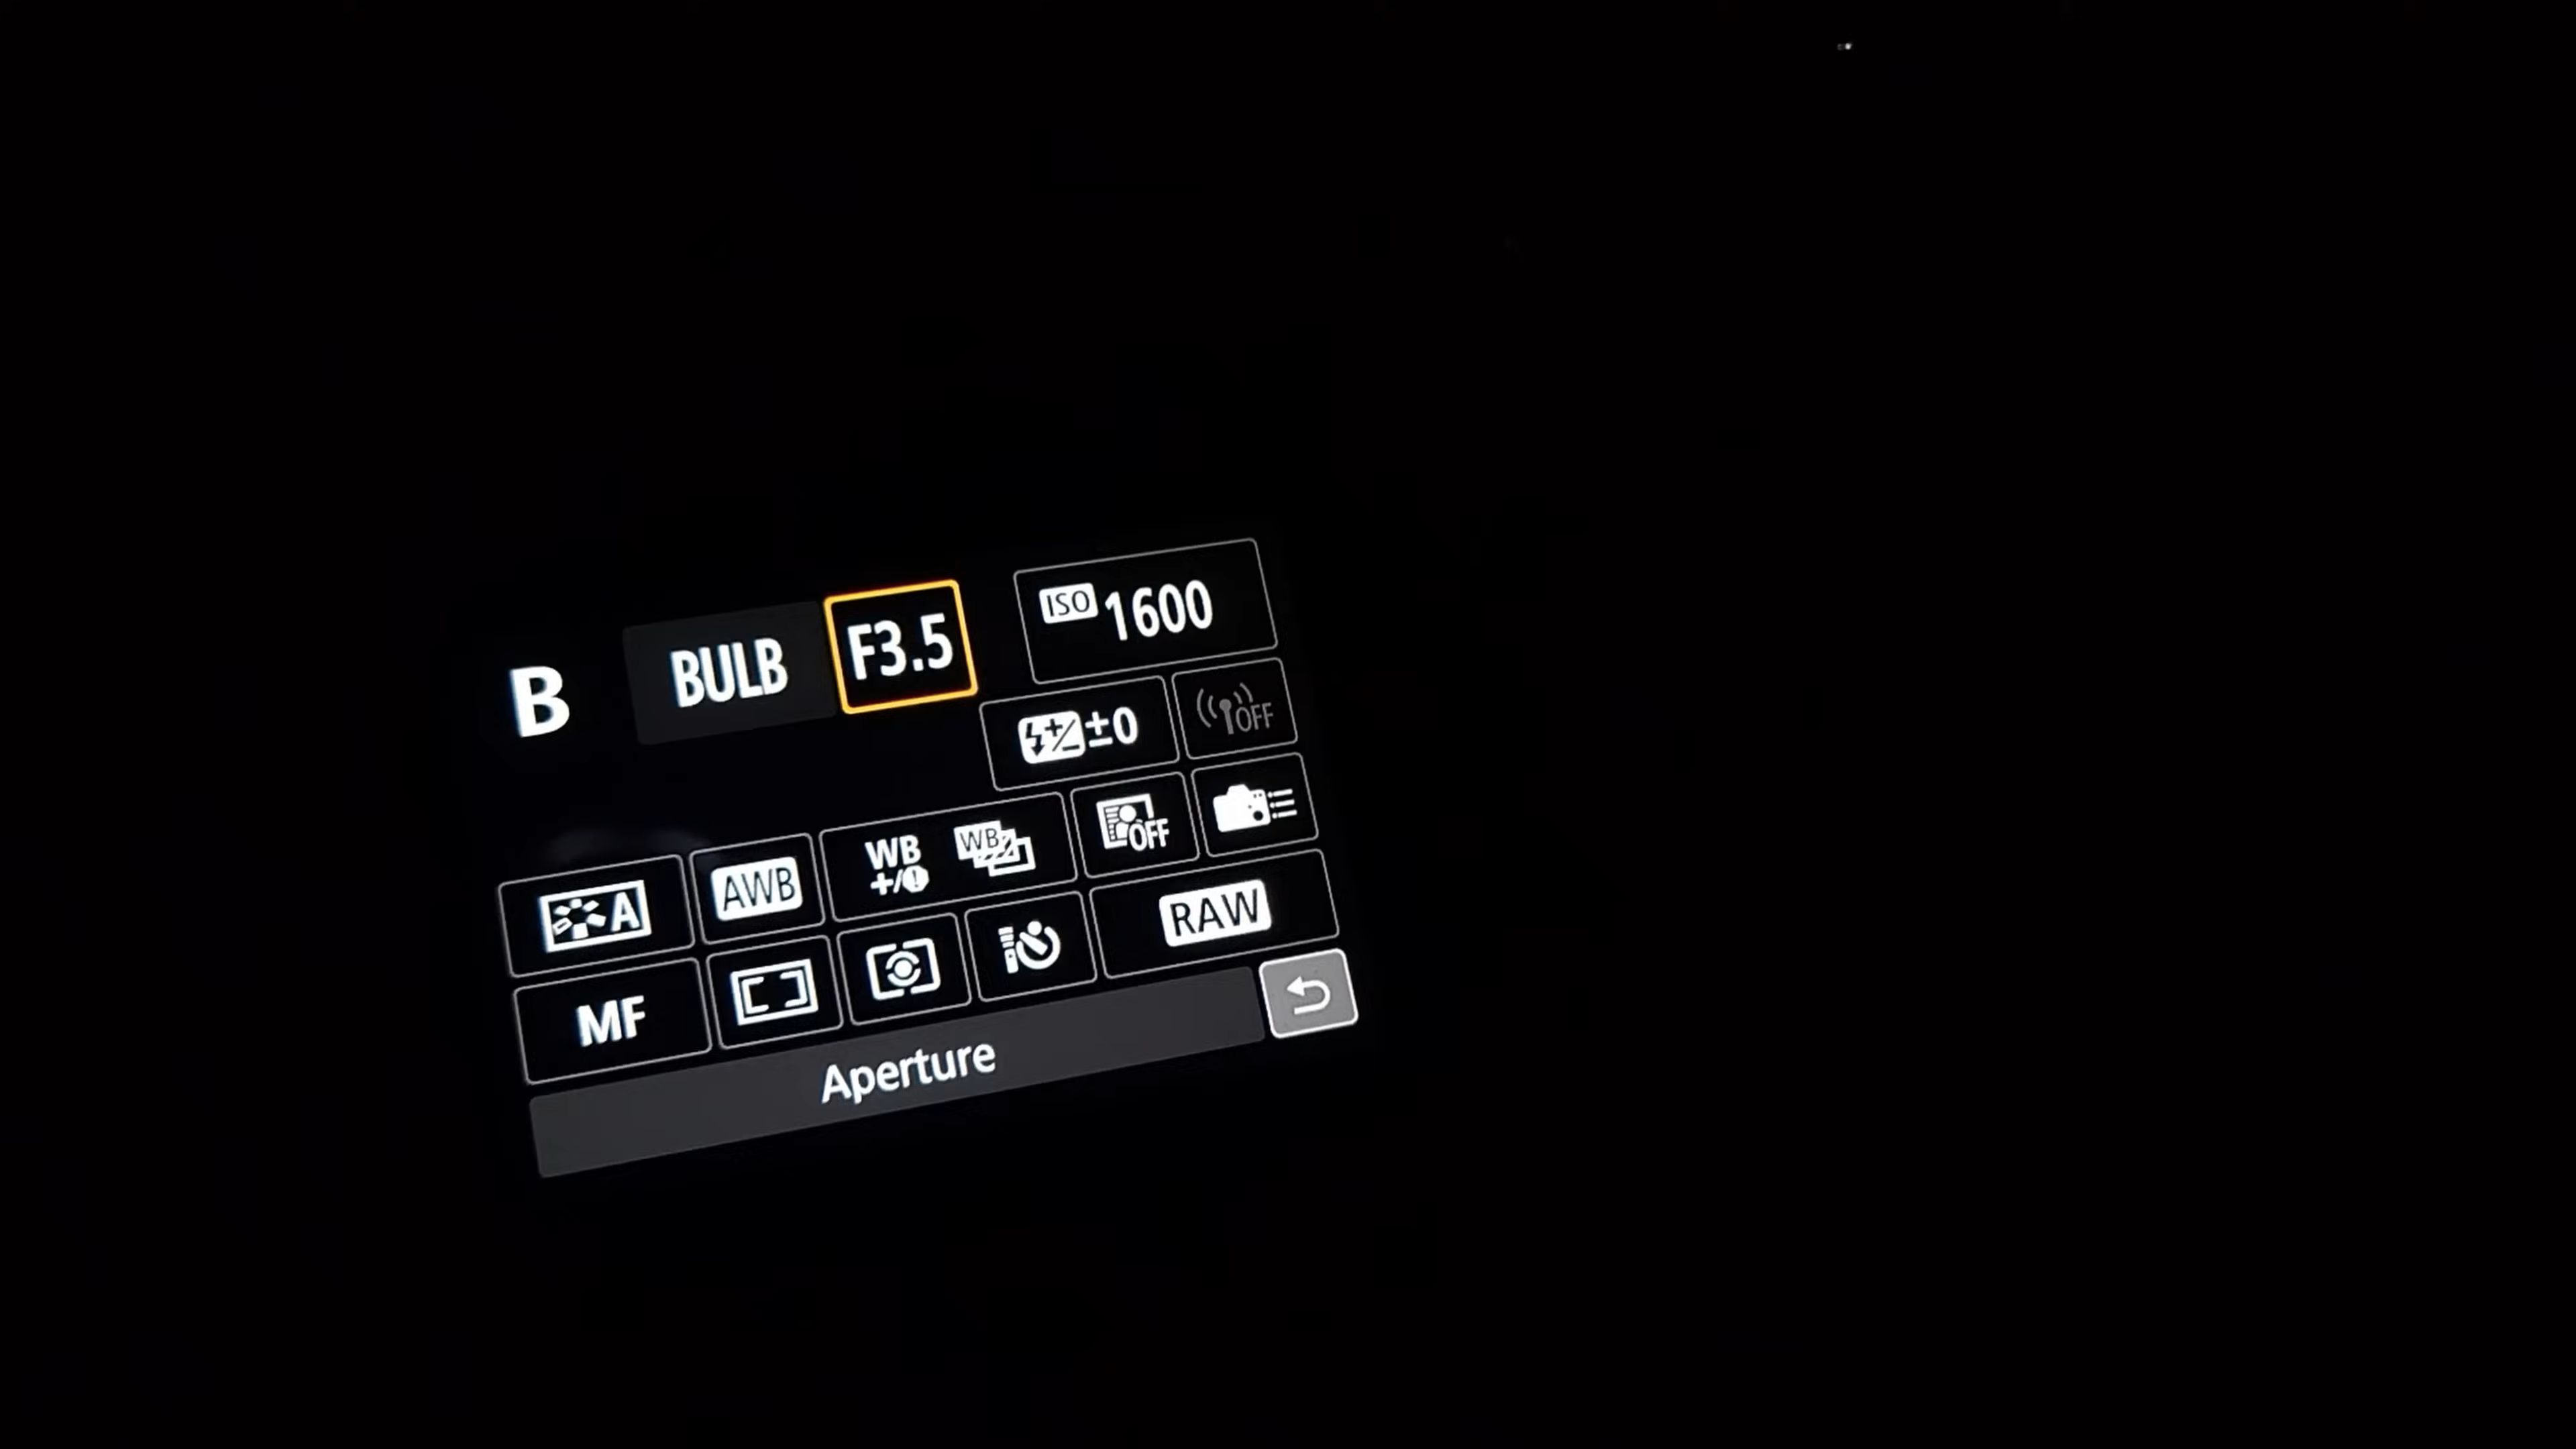 B BULB F3.5 ISO 1600
±0 OFF
AWB WB +/- WB OFF
A
MF RAW
Aperture